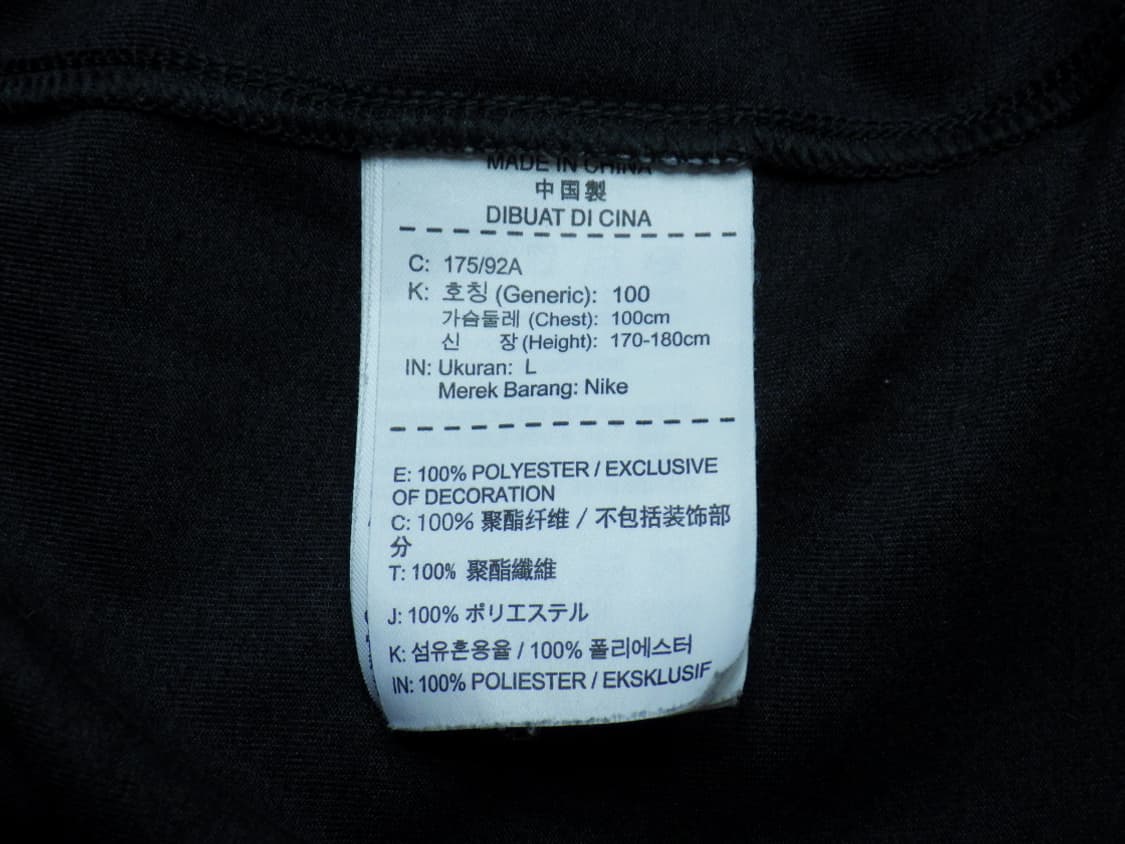 MADE IN CHINA
中国製
DIBUAT DI CINA
C: 175/92A
K: 호칭 (Generic): 100
가슴둘레 (Chest): 100cm
신 장 (Height): 170-180cm
IN: Ukuran: L
Merek Barang: Nike
E: 100% POLYESTER / EXCLUSIVE
OF DECORATION
C: 100% 聚酯纤维 / 不包括装饰部
分
T: 100% 聚酯纖維
J: 100% ポリエステル
K: 섬유혼용율 / 100% 폴리에스터
IN: 100% POLIESTER / EKSKLUSIF